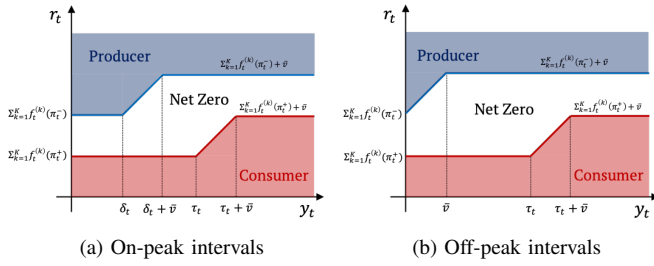 r_t
Producer
Σ_{k=1}^K f_t^{(k)}(π_t^-) + v̄
Net Zero
Σ_{k=1}^K f_t^{(k)}(π_t^-)
Σ_{k=1}^K f_t^{(k)}(π_t^+) + v̄
Σ_{k=1}^K f_t^{(k)}(π_t^+)
Consumer
δ_t δ_t + v̄ τ_t τ_t + v̄ y_t
(a) On-peak intervals
r_t
Producer
Σ_{k=1}^K f_t^{(k)}(π_t^-) + v̄
Net Zero
Σ_{k=1}^K f_t^{(k)}(π_t^-)
Σ_{k=1}^K f_t^{(k)}(π_t^+) + v̄
Σ_{k=1}^K f_t^{(k)}(π_t^+)
Consumer
v̄ τ_t τ_t + v̄ y_t
(b) Off-peak intervals